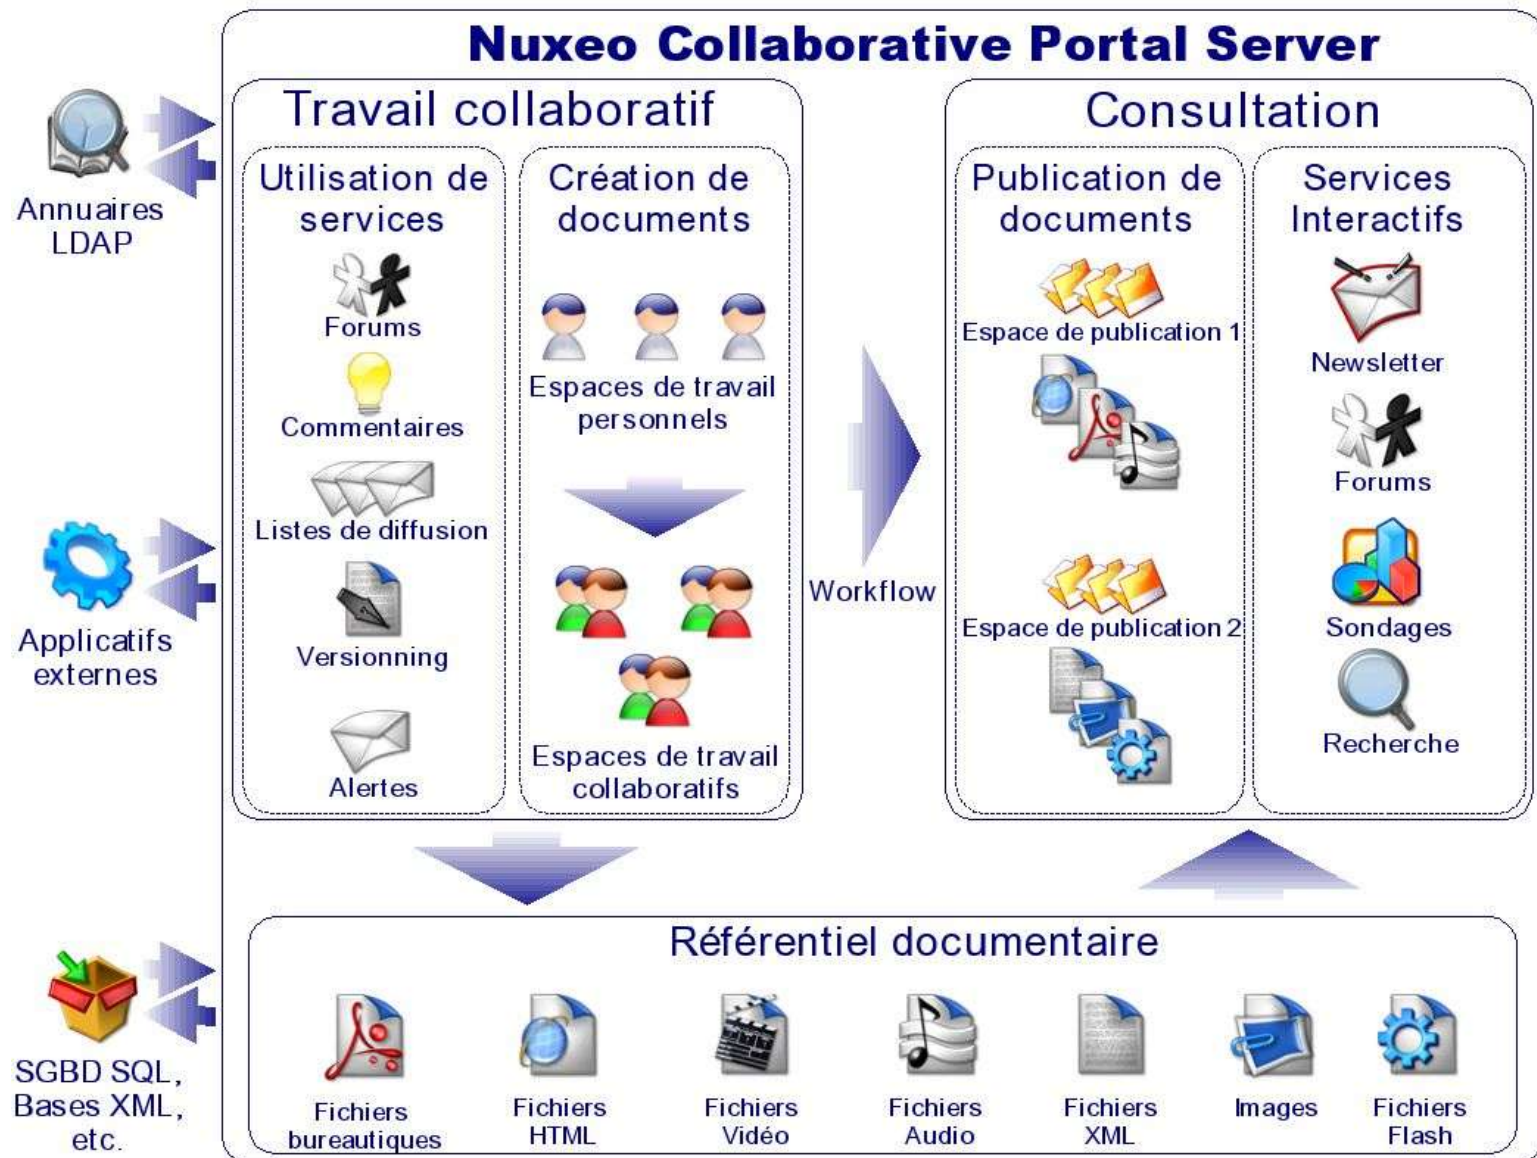 Nuxeo Collaborative Portal Server
Annuaires
LDAP
Applicatifs
externes
SGBD SQL,
Bases XML,
etc.
Travail collaboratif
Utilisation de
services
Forums
Commentaires
Listes de diffusion
Versionning
Alertes
Création de
documents
Espaces de travail
personnels
Espaces de travail
collaboratifs
Workflow
Consultation
Publication de
documents
Espace de publication 1
Espace de publication 2
Services
Interactifs
Newsletter
Forums
Sondages
Recherche
Référentiel documentaire
Fichiers
bureautiques
Fichiers
HTML
Fichiers
Vidéo
Fichiers
Audio
Fichiers
XML
Images
Fichiers
Flash